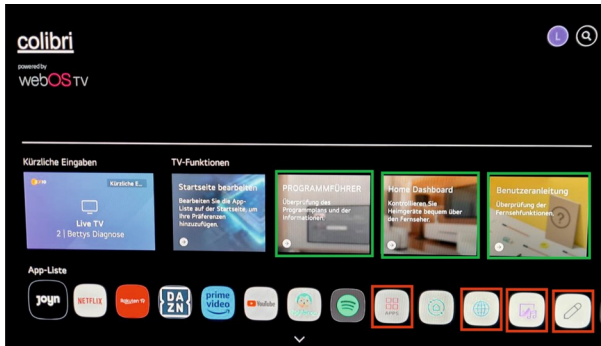 colibri
L
powered by
webOS TV
Kürzliche Eingaben
TV-Funktionen
Kürzliche E...
Live TV
2 | Bettys Diagnose
Startseite bearbeiten
Bearbeiten Sie die App-
Liste auf der Startseite, um
Ihre Präferenzen
hinzuzufügen.
PROGRAMMFÜHRER
Überprüfung des
Programmplans und der
Informationen.
Home Dashboard
Kontrollieren Sie
Heimgeräte bequem über
den Fernseher.
Benutzeranleitung
Überprüfung der
Fernsehfunktionen.
App-Liste
joyn
NETFLIX
Rakuten TV
DA
ZN
prime
video
YouTube
APPS